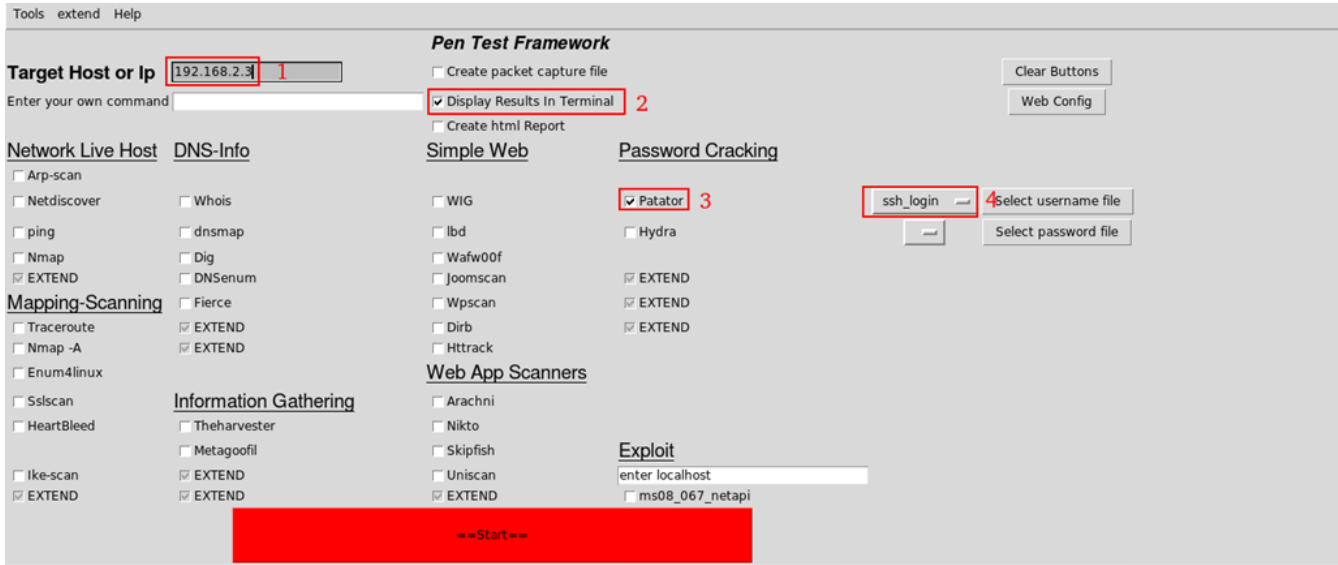 Tools extend Help
Pen Test Framework
Target Host or Ip 192.168.2.3 1 Create packet capture file Clear Buttons
Enter your own command Display Results In Terminal 2 Web Config
Create html Report
Network Live Host DNS-Info Simple Web Password Cracking
Arp-scan
Netdiscover Whois WIG Patator 3 ssh_login 4 Select username file
ping dnsmap lbd Hydra Select password file
Nmap Dig Wafw00f
EXTEND DNSenum Joomscan EXTEND
Mapping-Scanning Fierce Wpscan EXTEND
Traceroute EXTEND Dirb EXTEND
Nmap -A EXTEND Httrack
Enum4linux Web App Scanners
Sslscan Information Gathering Arachni
HeartBleed Theharvester Nikto
Metagoofil Skipfish Exploit
Ike-scan EXTEND Uniscan enter localhost
EXTEND EXTEND EXTEND ms08_067_netapi
==Start==